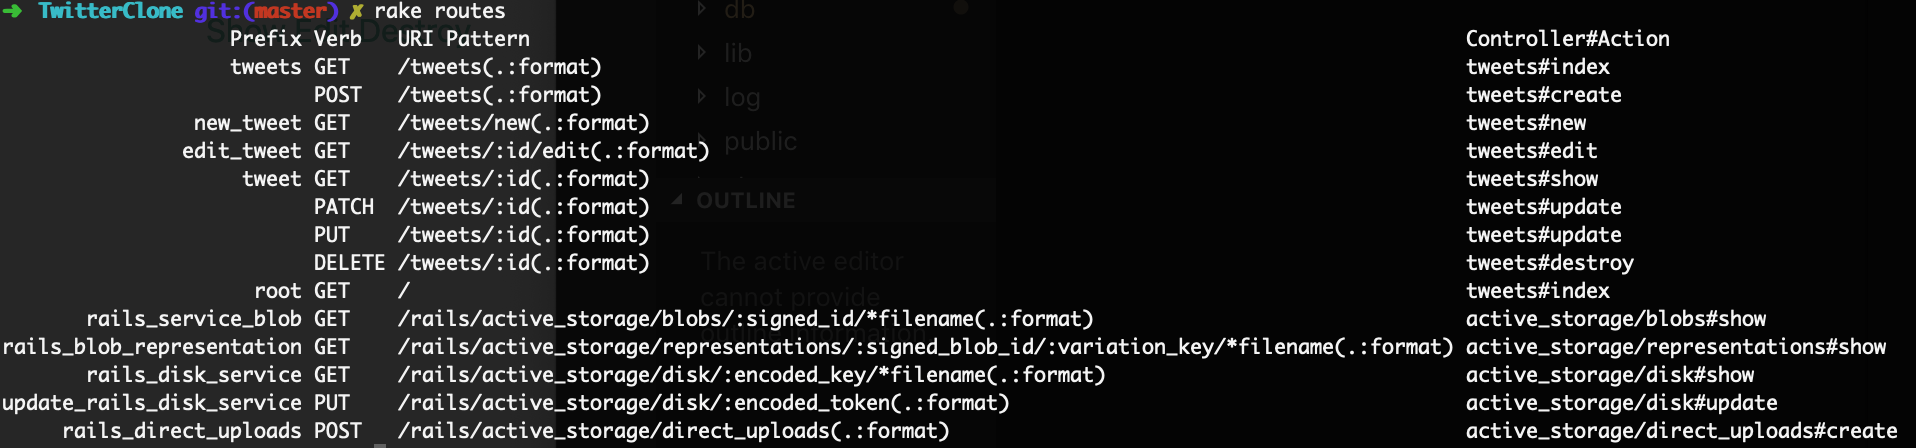 ➜ TwitterClone git:(master) ✗ rake routes
Show Edit Destroy
Prefix Verb URI Pattern Controller#Action
tweets GET /tweets(.:format) tweets#index
POST /tweets(.:format) tweets#create
new_tweet GET /tweets/new(.:format) tweets#new
edit_tweet GET /tweets/:id/edit(.:format) tweets#edit
tweet GET /tweets/:id(.:format) tweets#show
PATCH /tweets/:id(.:format) tweets#update
PUT /tweets/:id(.:format) tweets#update
DELETE /tweets/:id(.:format) tweets#destroy
root GET / tweets#index
rails_service_blob GET /rails/active_storage/blobs/:signed_id/*filename(.:format) active_storage/blobs#show
rails_blob_representation GET /rails/active_storage/representations/:signed_blob_id/:variation_key/*filename(.:format) active_storage/representations#show
rails_disk_service GET /rails/active_storage/disk/:encoded_key/*filename(.:format) active_storage/disk#show
update_rails_disk_service PUT /rails/active_storage/disk/:encoded_token(.:format) active_storage/disk#update
rails_direct_uploads POST /rails/active_storage/direct_uploads(.:format) active_storage/direct_uploads#create
db
lib
log
public
OUTLINE
The active editor
cannot provide
outline information.